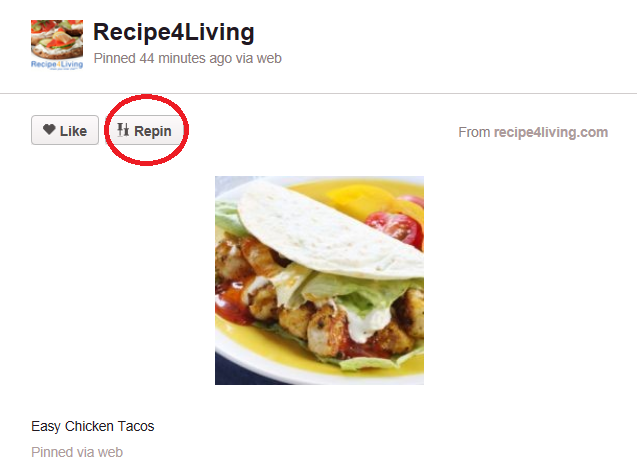 Recipe4Living
Recipe4Living
Pinned 44 minutes ago via web
Like
Repin
From recipe4living.com
Easy Chicken Tacos
Pinned via web